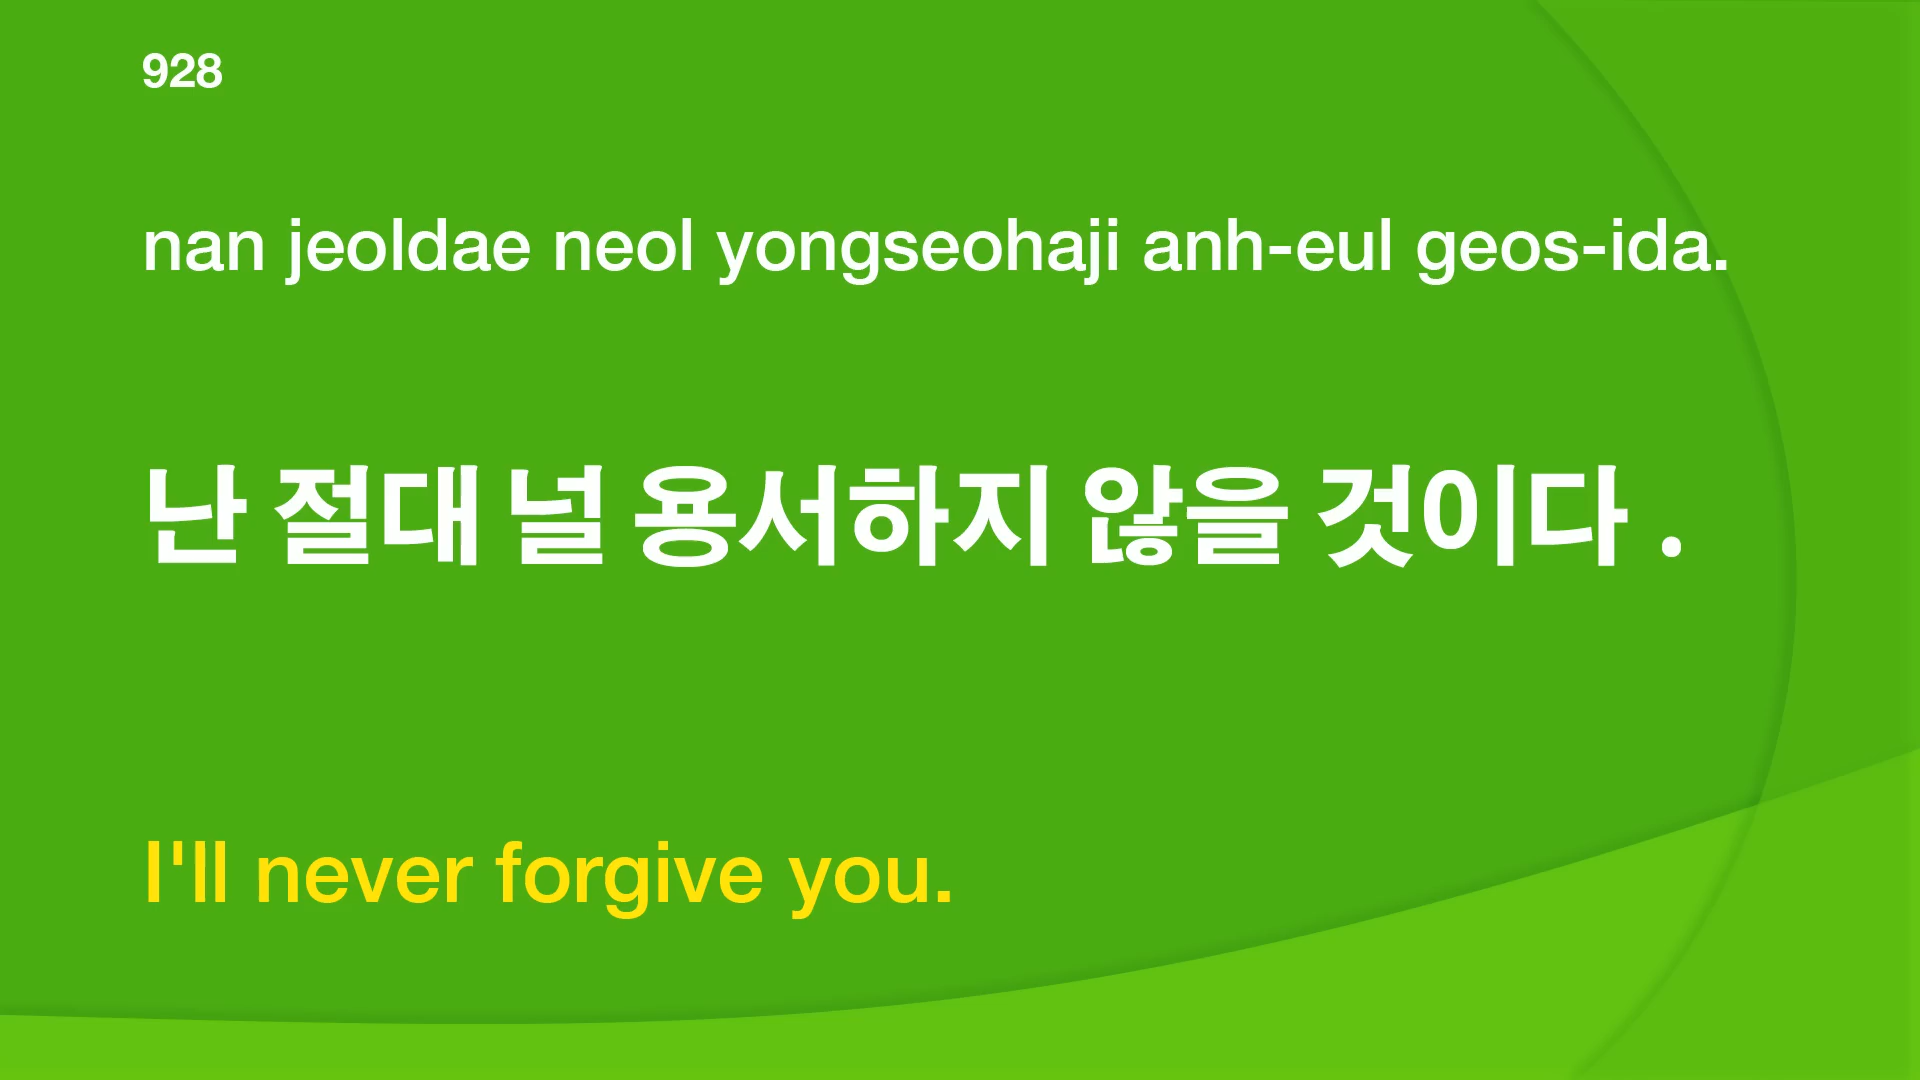 928
nan jeoldae neol yongseohaji anh-eul geos-ida.
난 절대 널 용서하지 않을 것이다 .
I'll never forgive you.